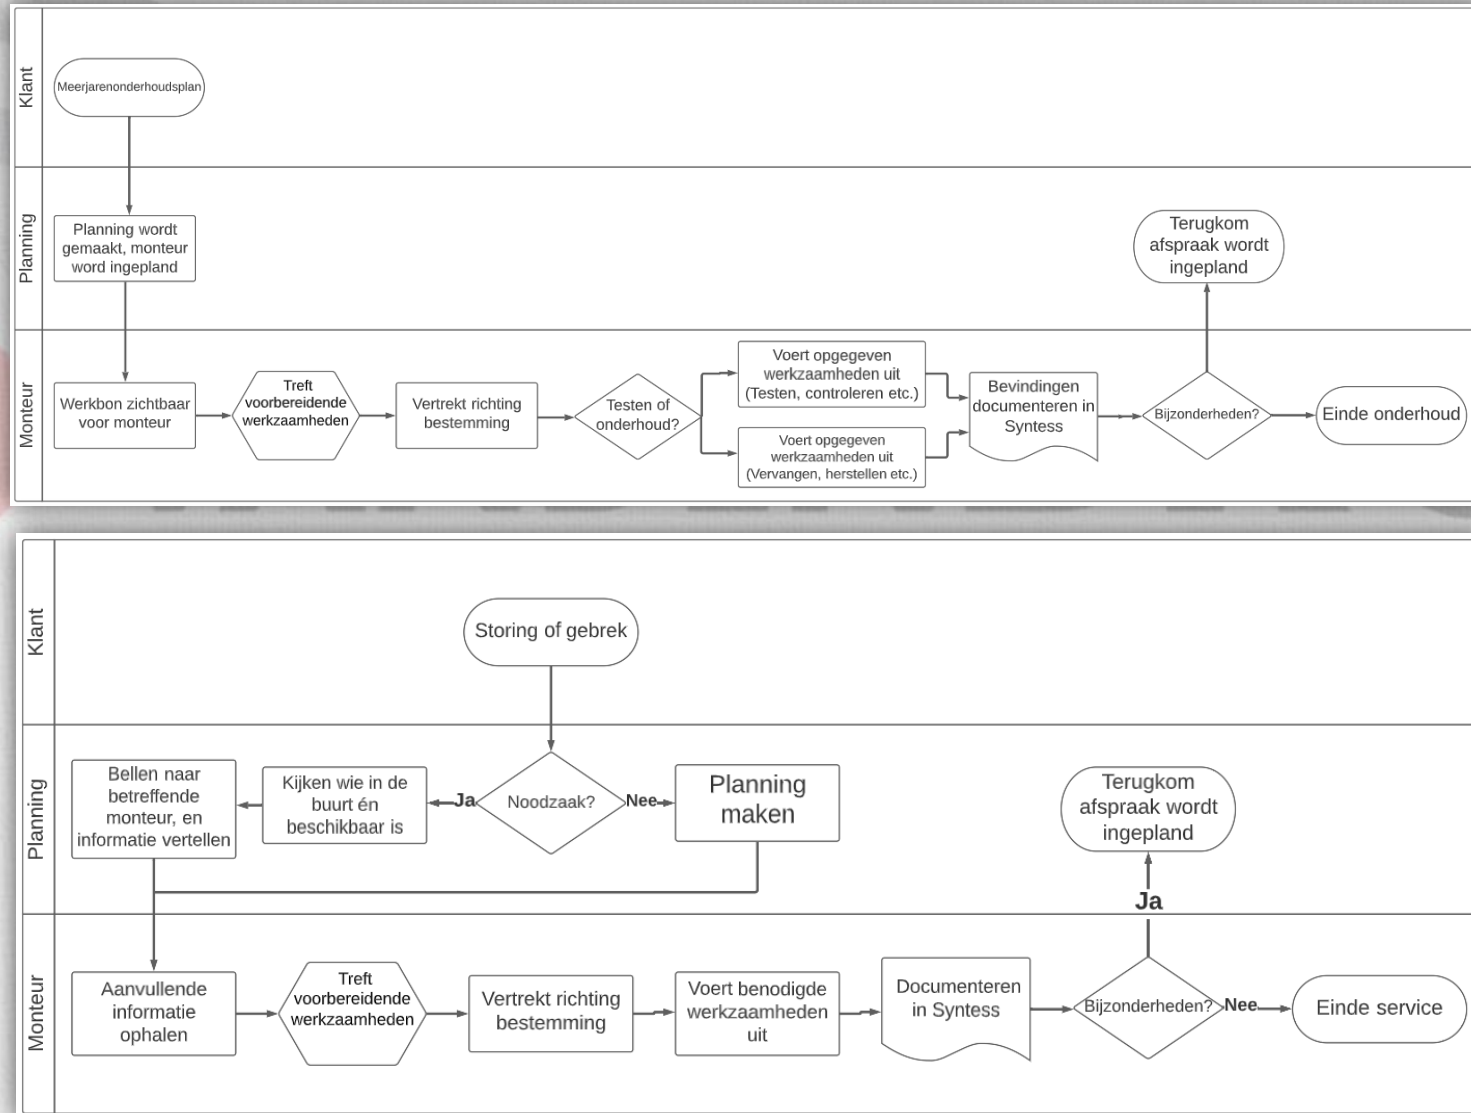 Klant
Meerjarenonderhoudsplan
Planning
Planning wordt
gemaakt, monteur
word ingepland
Terugkom
afspraak wordt
ingepland
Monteur
Werkbon zichtbaar
voor monteur
Treft
voorbereidende
werkzaamheden
Vertrekt richting
bestemming
Testen of
onderhoud?
Voert opgegeven
werkzaamheden uit
(Testen, controleren etc.)
Voert opgegeven
werkzaamheden uit
(Vervangen, herstellen etc.)
Bevindingen
documenteren in
Syntess
Bijzonderheden?
Einde onderhoud
Klant
Storing of gebrek
Planning
Bellen naar
betreffende
monteur, en
informatie vertellen
Kijken wie in de
buurt én
beschikbaar is
Ja
Noodzaak?
Nee
Planning
maken
Terugkom
afspraak wordt
ingepland
Ja
Monteur
Aanvullende
informatie
ophalen
Treft
voorbereidende
werkzaamheden
Vertrekt richting
bestemming
Voert benodigde
werkzaamheden
uit
Documenteren
in Syntess
Bijzonderheden?
Nee
Einde service